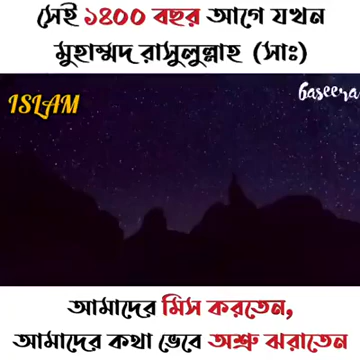 সেই ১৪০০ বছর আগে যখন
মুহাম্মদ রাসুলুল্লাহ (সাঃ)
ISLAM
baseera
আমাদের মিস করতেন,
আমাদের কথা ভেবে অশ্রু ঝরাতেন